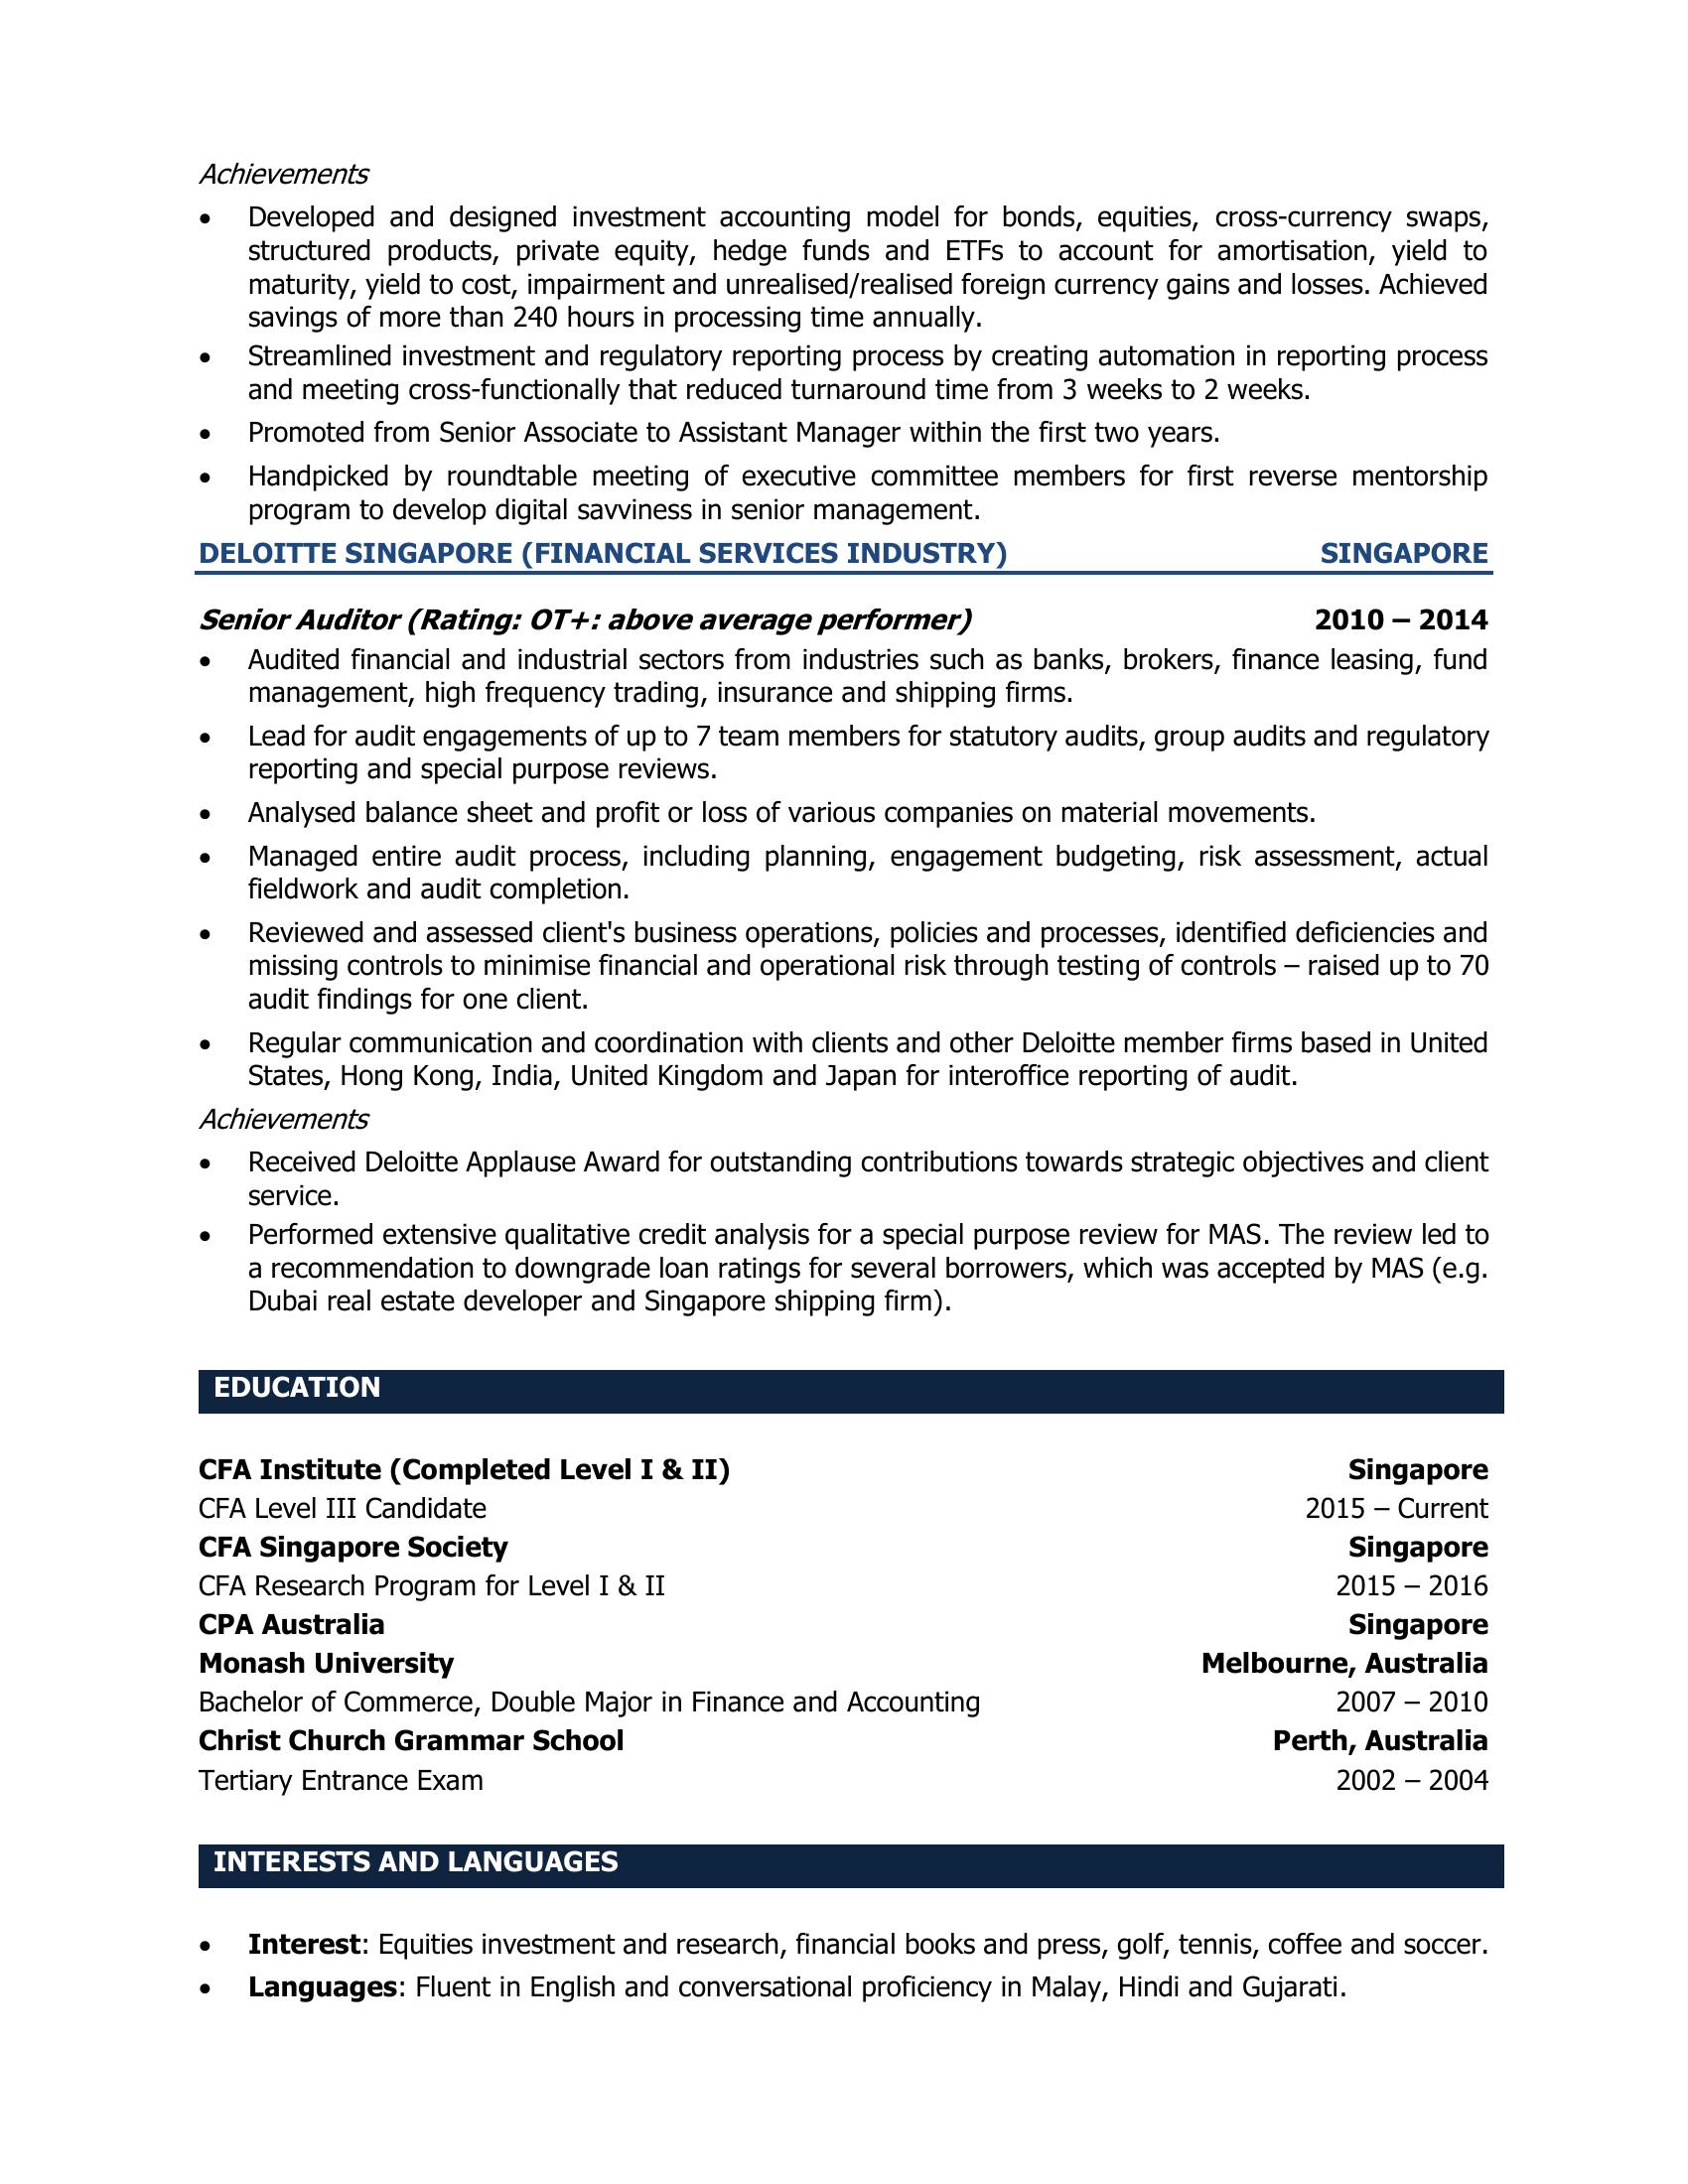 Achievements
• Developed and designed investment accounting model for bonds, equities, cross-currency swaps,
structured products, private equity, hedge funds and ETFs to account for amortisation, yield to
maturity, yield to cost, impairment and unrealised/realised foreign currency gains and losses. Achieved
savings of more than 240 hours in processing time annually.
• Streamlined investment and regulatory reporting process by creating automation in reporting process
and meeting cross-functionally that reduced turnaround time from 3 weeks to 2 weeks.
• Promoted from Senior Associate to Assistant Manager within the first two years.
• Handpicked by roundtable meeting of executive committee members for first reverse mentorship
program to develop digital savviness in senior management.
DELOITTE SINGAPORE (FINANCIAL SERVICES INDUSTRY) SINGAPORE
Senior Auditor (Rating: OT+: above average performer) 2010 – 2014
• Audited financial and industrial sectors from industries such as banks, brokers, finance leasing, fund
management, high frequency trading, insurance and shipping firms.
• Lead for audit engagements of up to 7 team members for statutory audits, group audits and regulatory
reporting and special purpose reviews.
• Analysed balance sheet and profit or loss of various companies on material movements.
• Managed entire audit process, including planning, engagement budgeting, risk assessment, actual
fieldwork and audit completion.
• Reviewed and assessed client's business operations, policies and processes, identified deficiencies and
missing controls to minimise financial and operational risk through testing of controls – raised up to 70
audit findings for one client.
• Regular communication and coordination with clients and other Deloitte member firms based in United
States, Hong Kong, India, United Kingdom and Japan for interoffice reporting of audit.
Achievements
• Received Deloitte Applause Award for outstanding contributions towards strategic objectives and client
service.
• Performed extensive qualitative credit analysis for a special purpose review for MAS. The review led to
a recommendation to downgrade loan ratings for several borrowers, which was accepted by MAS (e.g.
Dubai real estate developer and Singapore shipping firm).
EDUCATION
CFA Institute (Completed Level I & II) Singapore
CFA Level III Candidate 2015 – Current
CFA Singapore Society Singapore
CFA Research Program for Level I & II 2015 – 2016
CPA Australia Singapore
Monash University Melbourne, Australia
Bachelor of Commerce, Double Major in Finance and Accounting 2007 – 2010
Christ Church Grammar School Perth, Australia
Tertiary Entrance Exam 2002 – 2004
INTERESTS AND LANGUAGES
• Interest: Equities investment and research, financial books and press, golf, tennis, coffee and soccer.
• Languages: Fluent in English and conversational proficiency in Malay, Hindi and Gujarati.